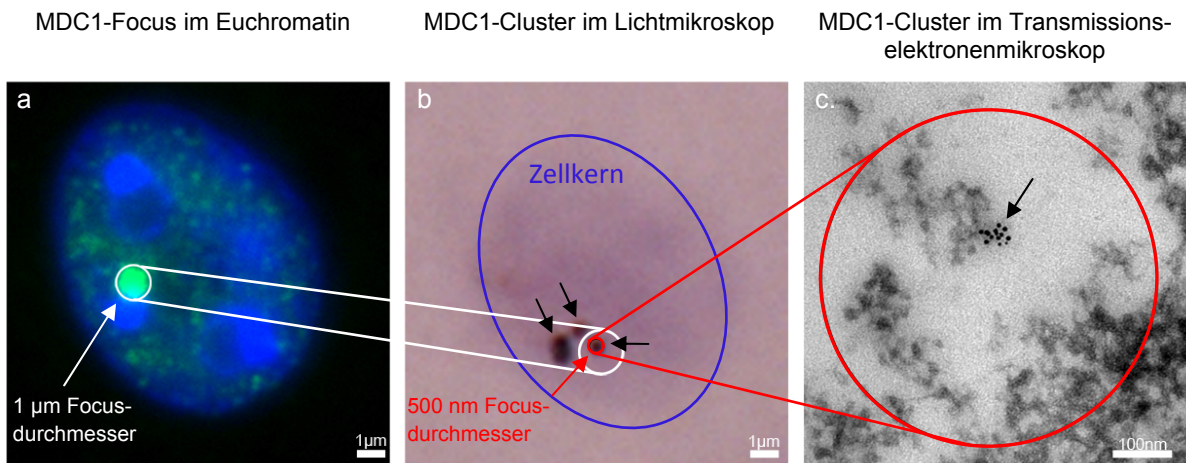 MDC1-Focus im Euchromatin
MDC1-Cluster im Lichtmikroskop
MDC1-Cluster im Transmissions-
elektronenmikroskop
a
1 µm Focus-
durchmesser
1µm
b
Zellkern
500 nm Focus-
durchmesser
1µm
c.
100nm